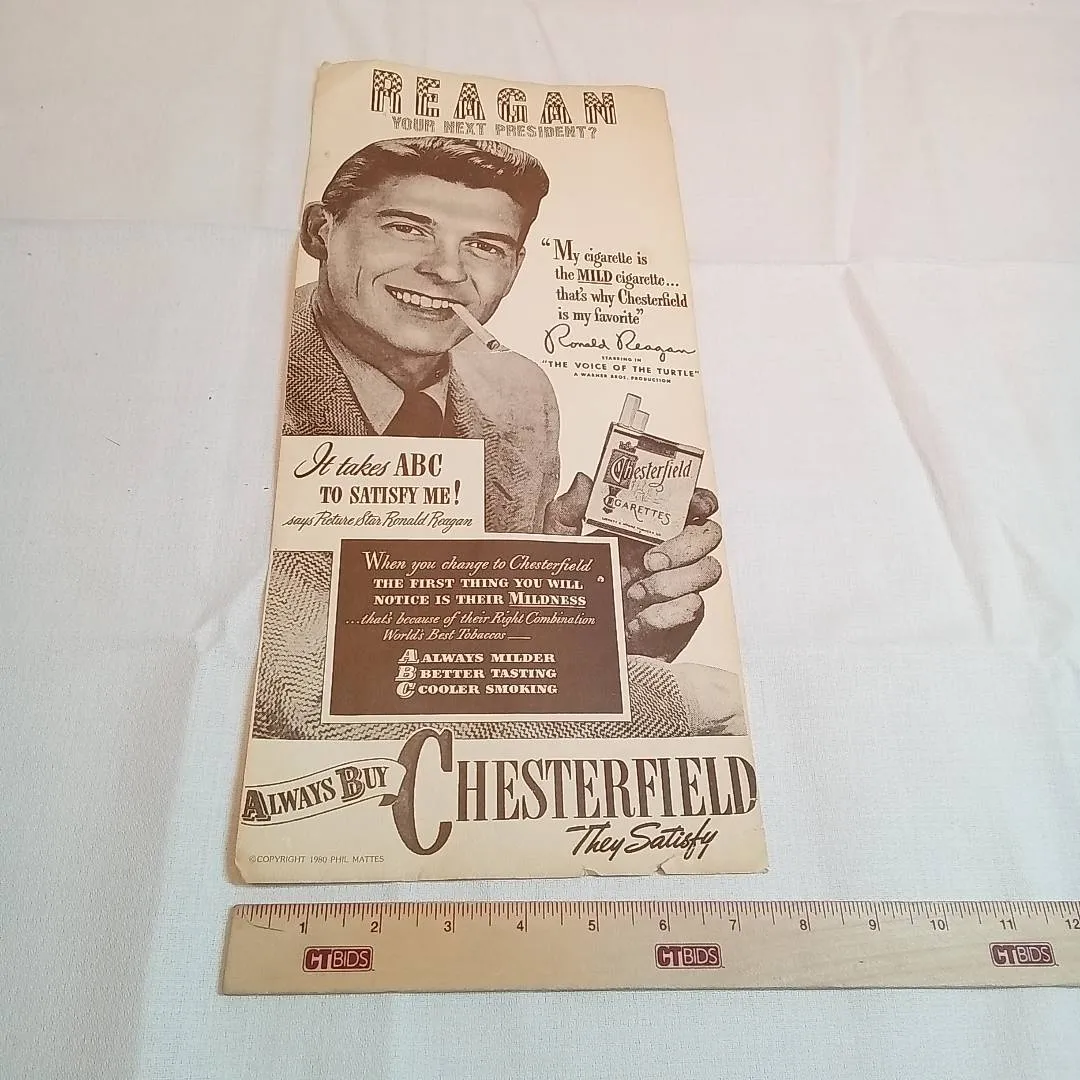 REAGAN
YOUR NEXT PRESIDENT?
"My cigarette is
the MILD cigarette...
that's why Chesterfield
is my favorite"
Ronald Reagan
STARRING IN
"THE VOICE OF THE TURTLE"
A WARNER BROS. PRODUCTION
Chesterfield
CIGARETTES
It takes ABC
TO SATISFY ME!
says Picture Star Ronald Reagan
When you change to Chesterfield
THE FIRST THING YOU WILL
NOTICE IS THEIR MILDNESS
...that's because of their Right Combination
World's Best Tobaccos
A ALWAYS MILDER
B BETTER TASTING
C COOLER SMOKING
ALWAYS BUY CHESTERFIELD
They Satisfy
©COPYRIGHT 1980 PHIL MATTES
1 2 3 4 5 6 7 8 9 10 11 12
CTBIDS CTBIDS CTBIDS